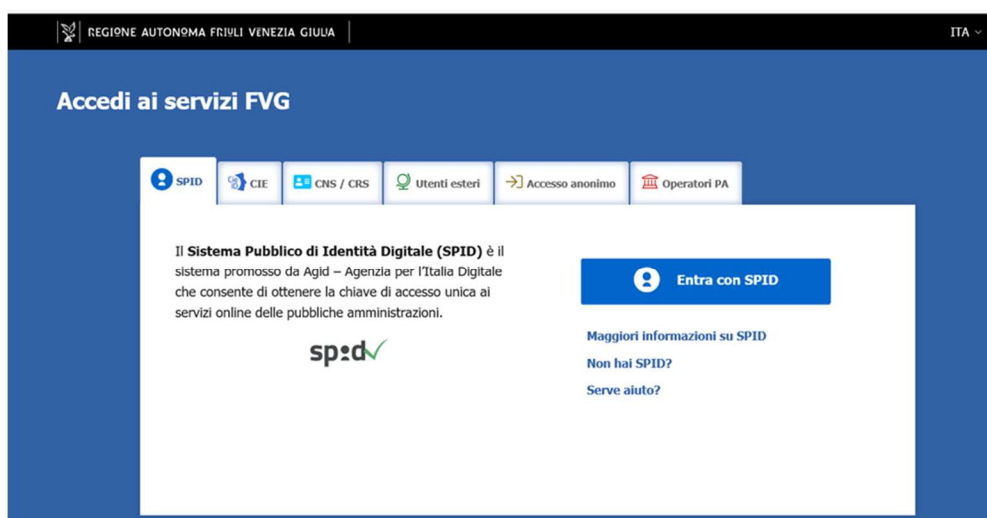 REGIONE AUTONOMA FRIULI VENEZIA GIULIA
ITA
Accedi ai servizi FVG
SPID
CIE
CNS / CRS
Utenti esteri
Accesso anonimo
Operatori PA
Il Sistema Pubblico di Identità Digitale (SPID) è il
sistema promosso da Agid – Agenzia per l'Italia Digitale
che consente di ottenere la chiave di accesso unica ai
servizi online delle pubbliche amministrazioni.
spid
Entra con SPID
Maggiori informazioni su SPID
Non hai SPID?
Serve aiuto?